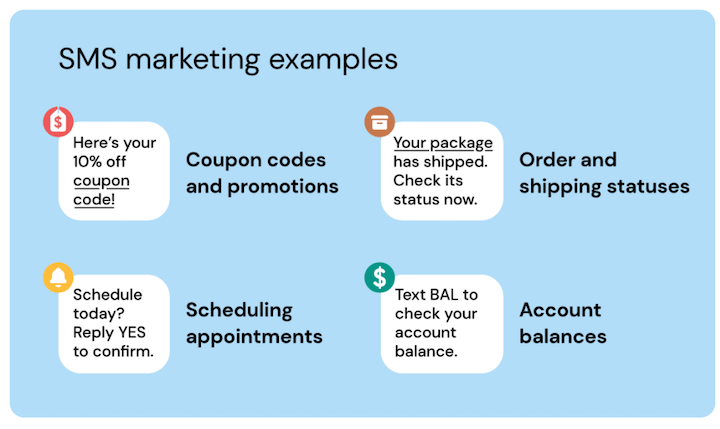 SMS marketing examples
$
Here's your
10% off
coupon
code!
Coupon codes
and promotions
Your package
has shipped.
Check its
status now.
Order and
shipping statuses
Schedule
today?
Reply YES
to confirm.
Scheduling
appointments
$
Text BAL to
check your
account
balance.
Account
balances